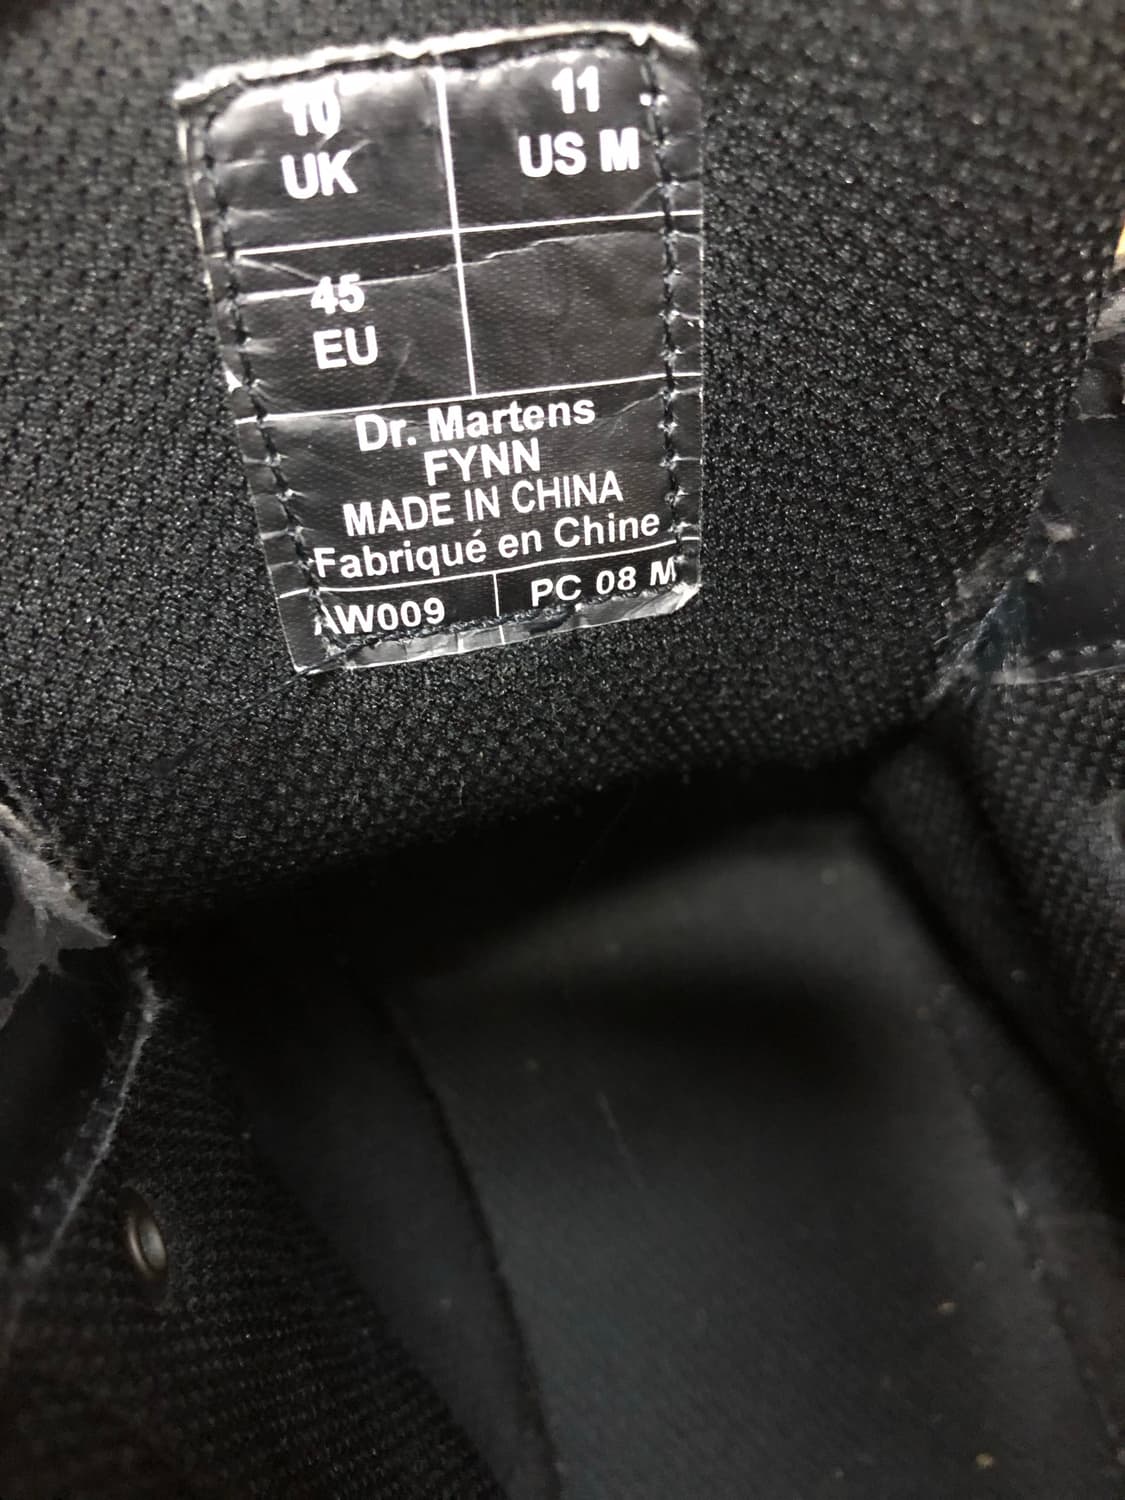 10
UK
11
US M
45
EU
Dr. Martens
FYNN
MADE IN CHINA
Fabriqué en Chine
AW009
PC 08 M